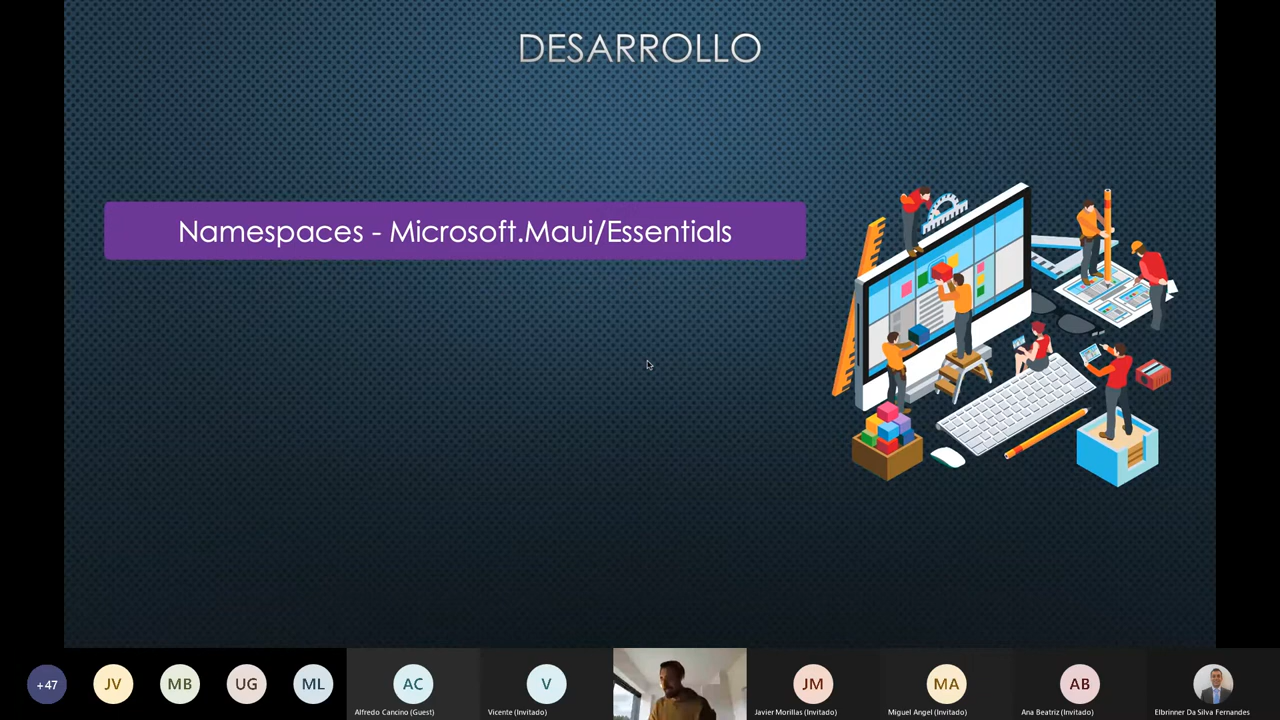 DESARROLLO
Namespaces - Microsoft.Maui/Essentials
+47
JV
MB
UG
ML
AC
V
JM
MA
AB
Alfredo Cancino (Guest)
Vicente (Invitado)
Javier Morillas (Invitado)
Miguel Angel (Invitado)
Ana Beatriz (Invitado)
Elbrinner Da Silva Fernandes